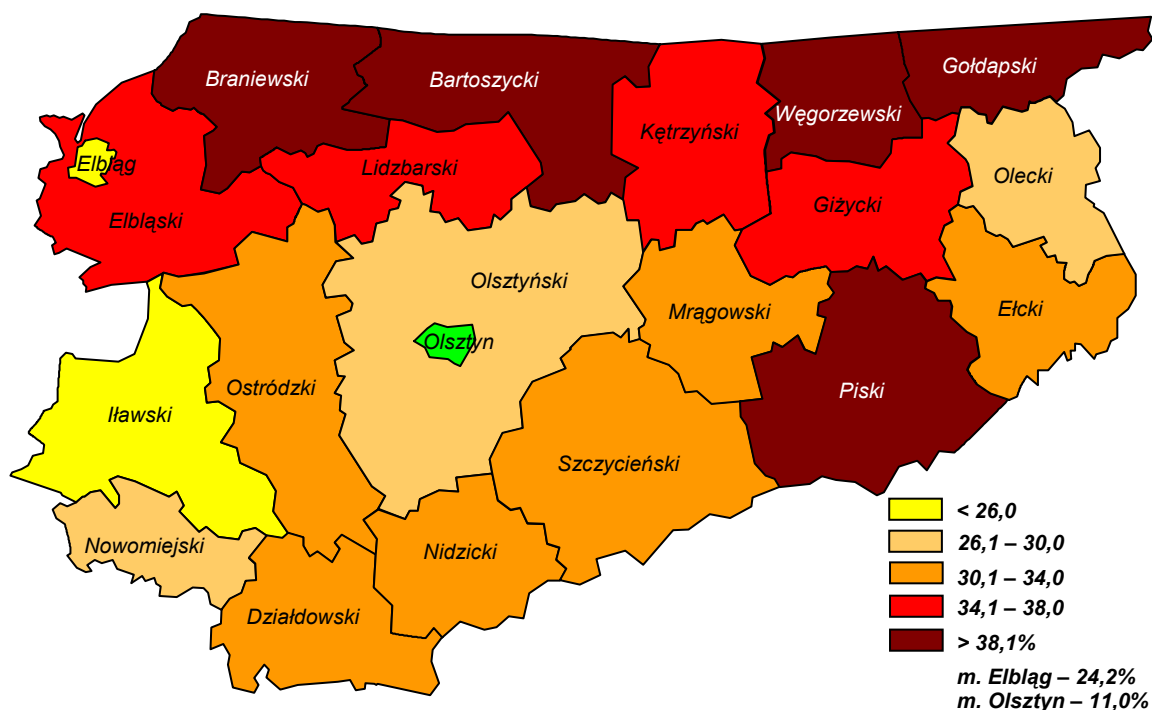 Braniewski
Bartoszycki
Gołdapski
Węgorzewski
Kętrzyński
Elbląg
Lidzbarski
Olecki
Elbląski
Giżycki
Olsztyński
Mrągowski
Ełcki
Olsztyn
Ostródzki
Piski
Iławski
Szczycieński
Nowomiejski
Nidzicki
Działdowski
< 26,0
26,1 – 30,0
30,1 – 34,0
34,1 – 38,0
> 38,1%
m. Elbląg – 24,2%
m. Olsztyn – 11,0%